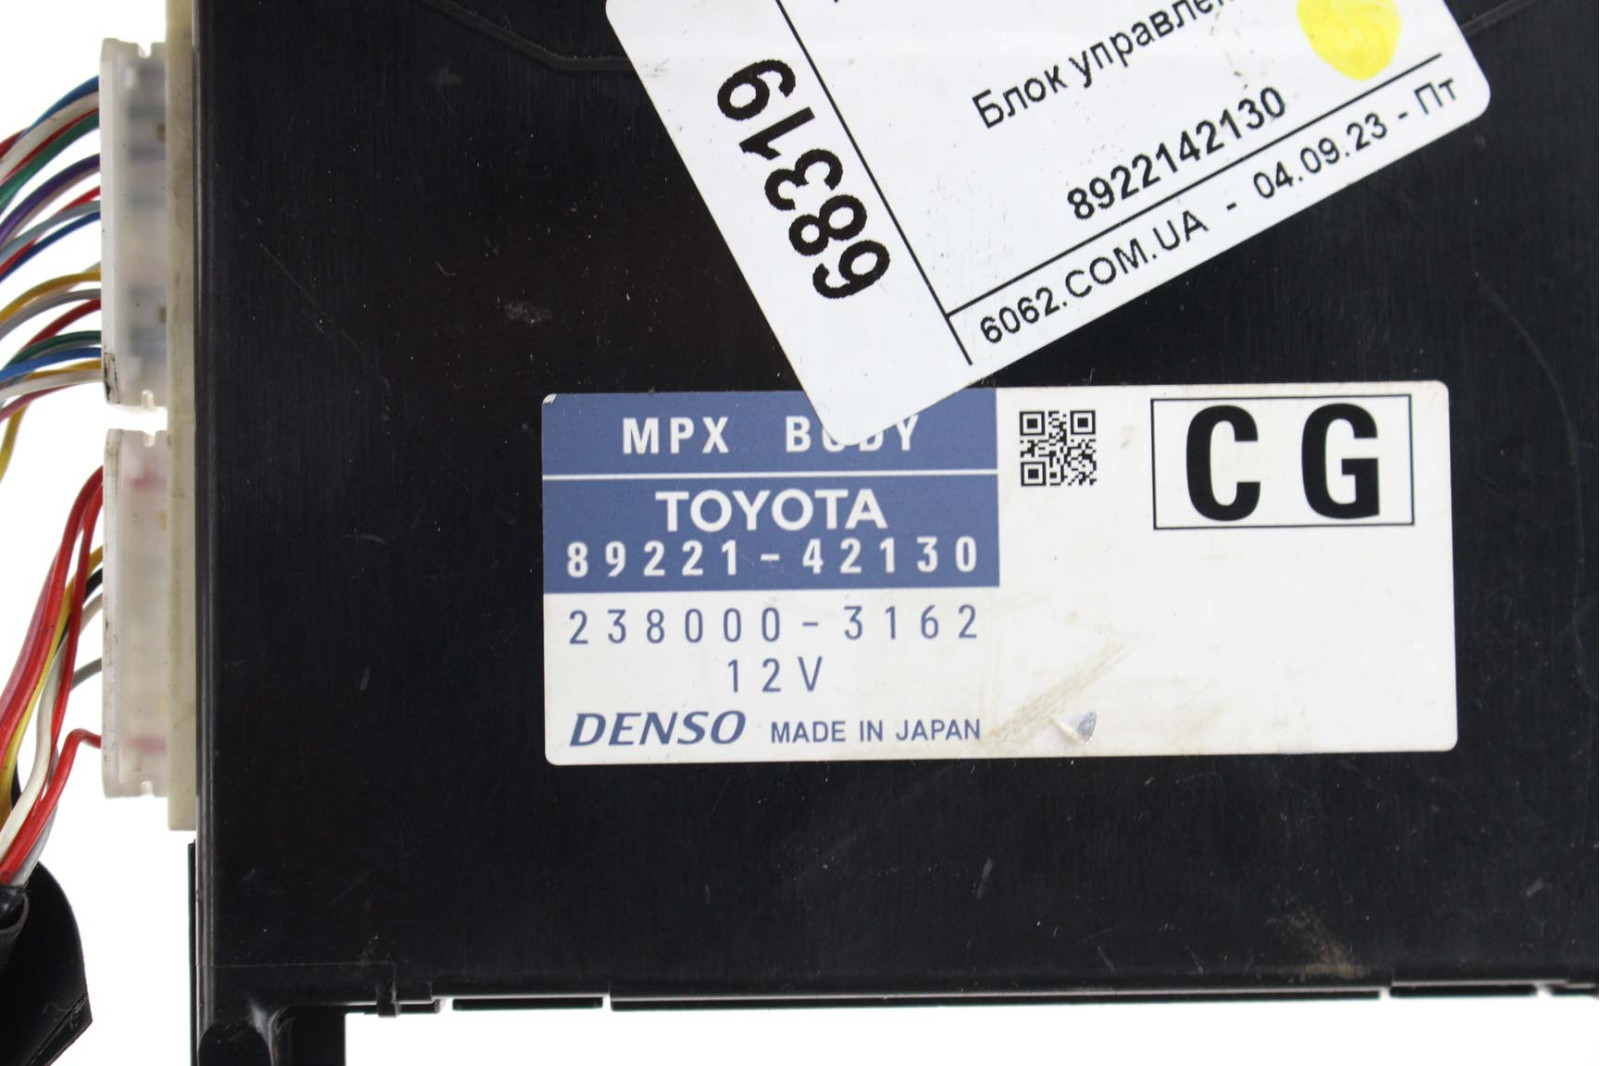 68319
Блок
8922142130
6062.COM.UA - 04.09.23 - Пт
MPX BODY
TOYOTA
89221-42130
238000-3162
12V
DENSO MADE IN JAPAN
CG